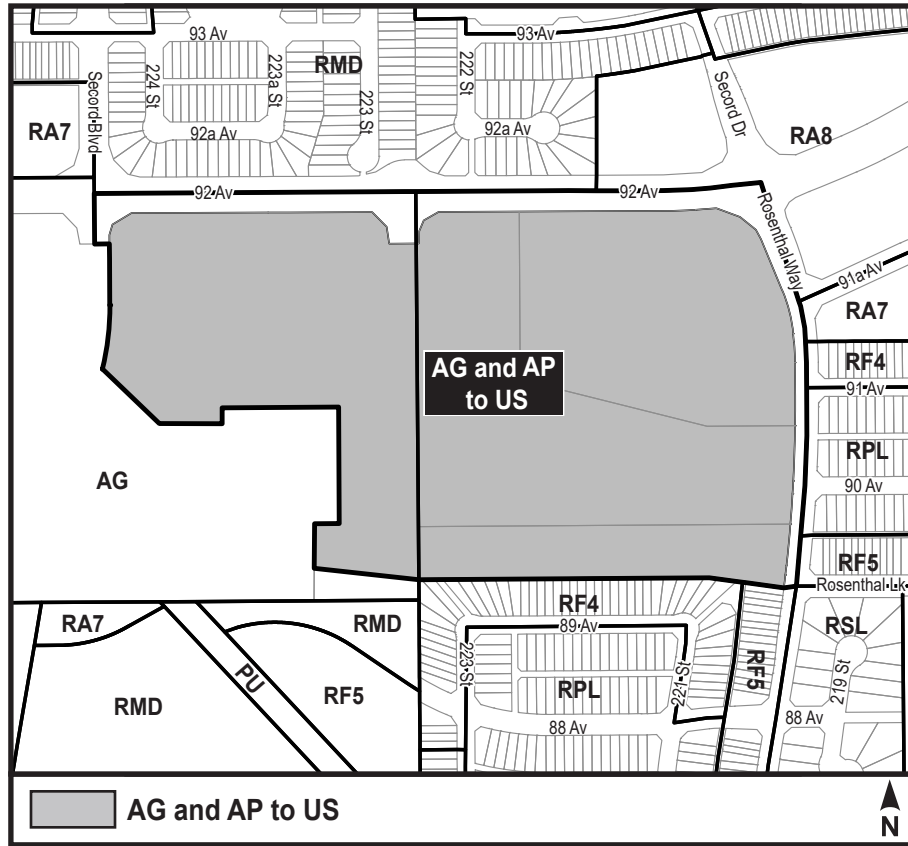 93 Av
93 Av
RMD
Second Blvd
224 St
223a St
223 St
222 St
Secord Dr
RA7
92a Av
92a Av
RA8
92 Av
92 Av
Rosenthal Way
91a Av
RA7
AG and AP
to US
RF4
91 Av
AG
RPL
90 Av
RF5
Rosenthal Lk
RA7
RMD
RF4
RSL
89 Av
223 St
221 St
RF5
219 St
PU
RMD
RF5
RPL
88 Av
88 Av
AG and AP to US
N